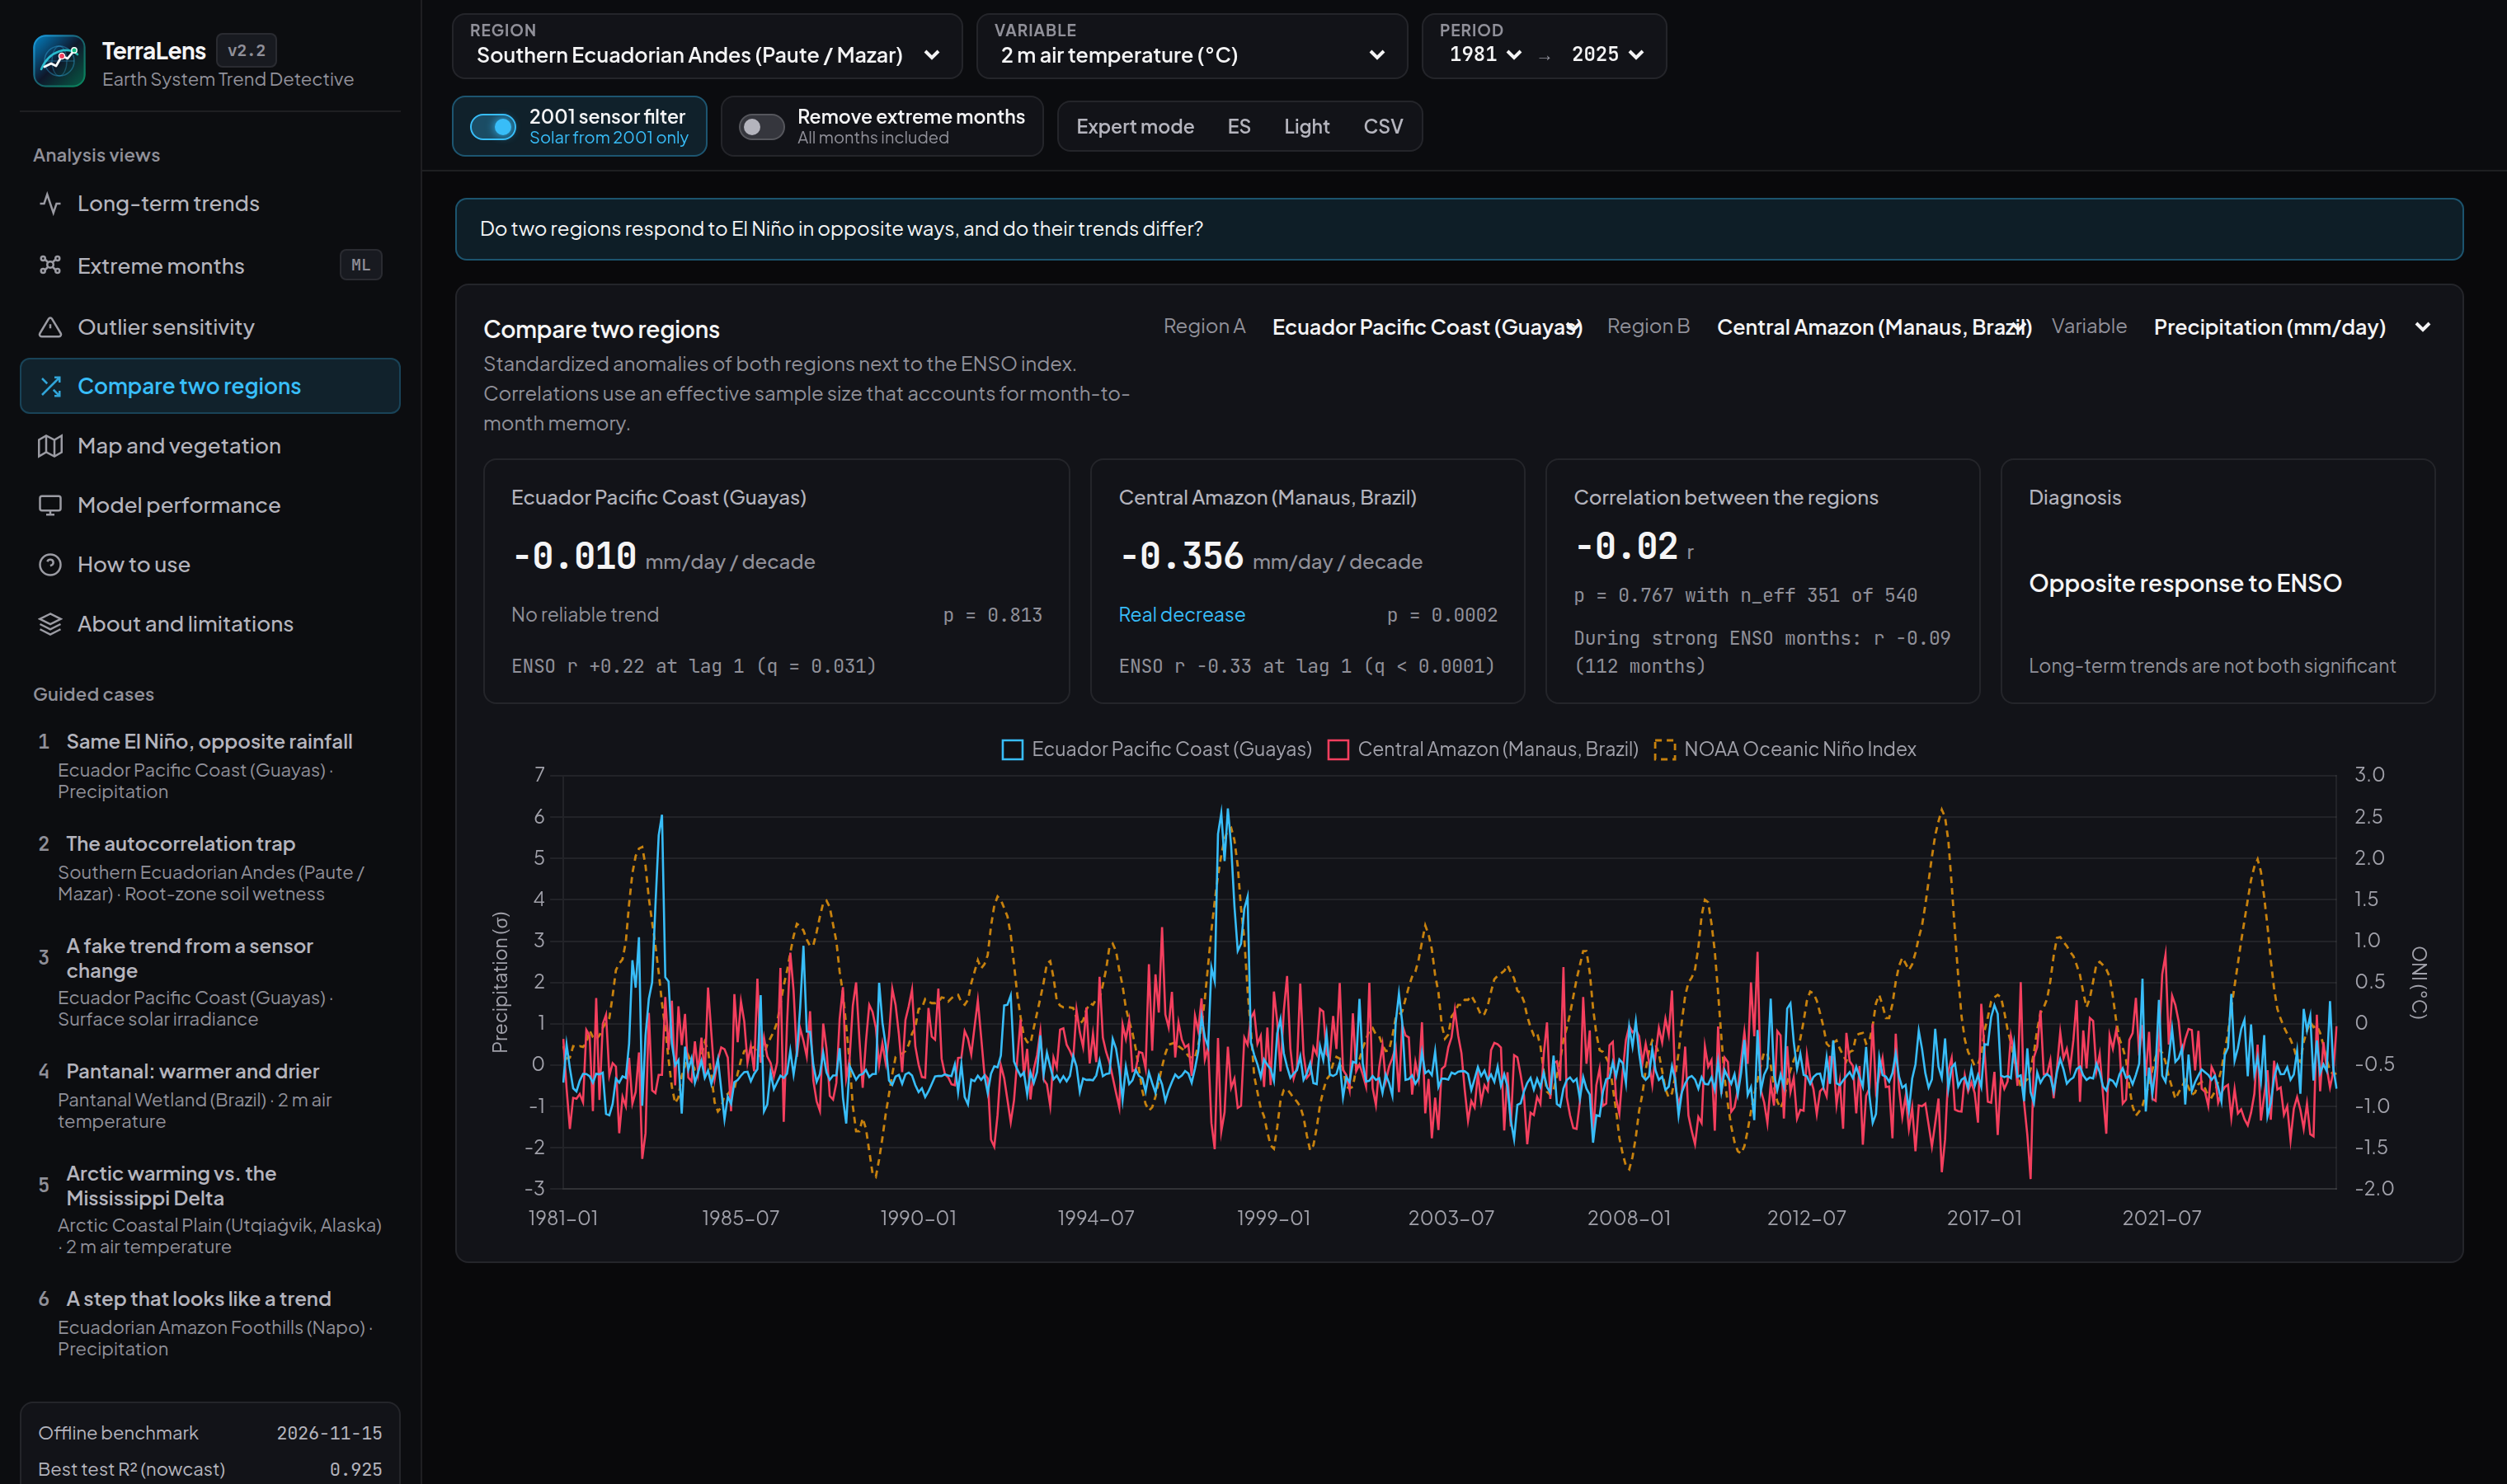 TerraLens v2.2
Earth System Trend Detective
Analysis views
Long-term trends
Extreme months ML
Outlier sensitivity
Compare two regions
Map and vegetation
Model performance
How to use
About and limitations
Guided cases
1 Same El Niño, opposite rainfall
Ecuador Pacific Coast (Guayas) ·
Precipitation
2 The autocorrelation trap
Southern Ecuadorian Andes (Paute /
Mazar) · Root-zone soil wetness
3 A fake trend from a sensor
change
Ecuador Pacific Coast (Guayas) ·
Surface solar irradiance
4 Pantanal: warmer and drier
Pantanal Wetland (Brazil) · 2 m air
temperature
5 Arctic warming vs. the
Mississippi Delta
Arctic Coastal Plain (Utqiaġvik, Alaska)
· 2 m air temperature
6 A step that looks like a trend
Ecuadorian Amazon Foothills (Napo) ·
Precipitation
Offline benchmark 2026-11-15
Best test R² (nowcast) 0.925
REGION
Southern Ecuadorian Andes (Paute / Mazar)
VARIABLE
2 m air temperature (°C)
PERIOD
1981 → 2025
2001 sensor filter
Solar from 2001 only
Remove extreme months
All months included
Expert mode ES Light CSV
Do two regions respond to El Niño in opposite ways, and do their trends differ?
Compare two regions
Standardized anomalies of both regions next to the ENSO index.
Correlations use an effective sample size that accounts for month-to-
month memory.
Region A Ecuador Pacific Coast (Guayas) Region B Central Amazon (Manaus, Brazil) Variable Precipitation (mm/day)
Ecuador Pacific Coast (Guayas)
-0.010 mm/day / decade
No reliable trend p = 0.813
ENSO r +0.22 at lag 1 (q = 0.031)
Central Amazon (Manaus, Brazil)
-0.356 mm/day / decade
Real decrease p = 0.0002
ENSO r -0.33 at lag 1 (q < 0.0001)
Correlation between the regions
-0.02 r
p = 0.767 with n_eff 351 of 540
During strong ENSO months: r -0.09
(112 months)
Diagnosis
Opposite response to ENSO
Long-term trends are not both significant
Ecuador Pacific Coast (Guayas) Central Amazon (Manaus, Brazil) NOAA Oceanic Niño Index
Precipitation (σ)
7
6
5
4
3
2
1
0
-1
-2
-3
3.0
2.5
2.0
1.5
1.0
0.5
0
-0.5
-1.0
-1.5
-2.0
ONI (°C)
1981-01 1985-07 1990-01 1994-07 1999-01 2003-07 2008-01 2012-07 2017-01 2021-07